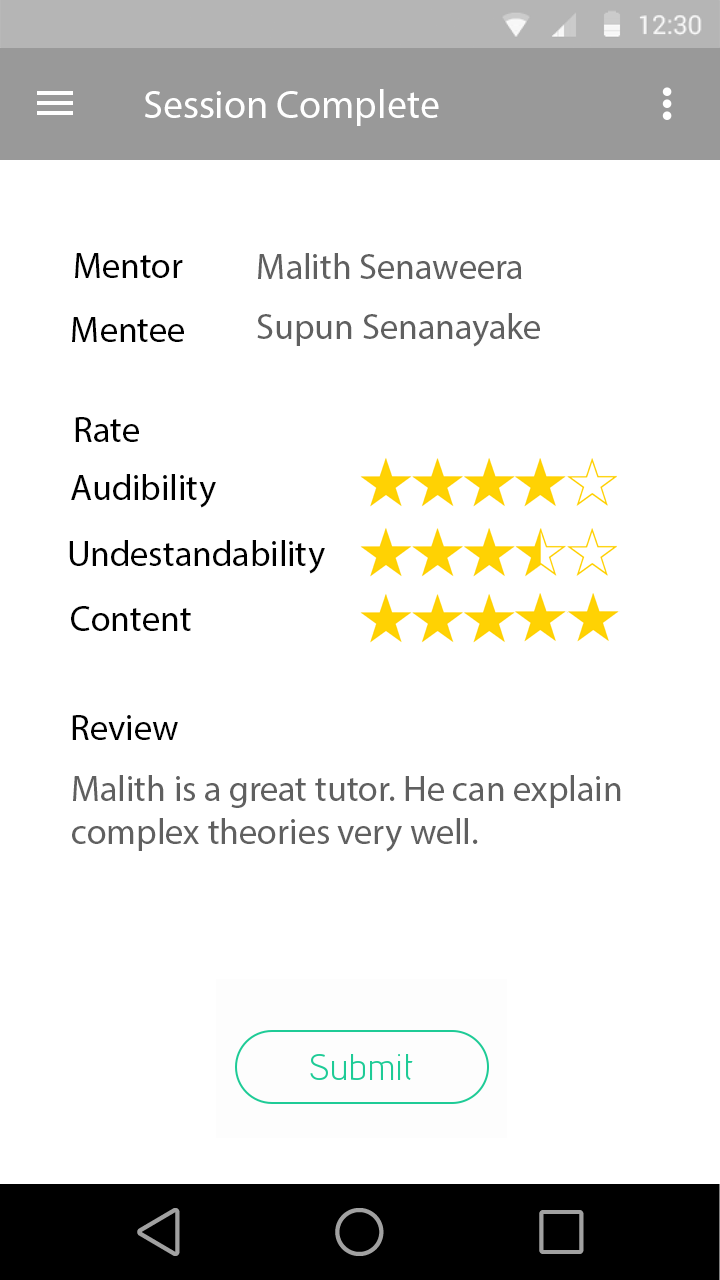 12:30
Session Complete
Mentor Malith Senaweera
Mentee Supun Senanayake
Rate
Audibility
Undestandability
Content
Review
Malith is a great tutor. He can explain
complex theories very well.
Submit